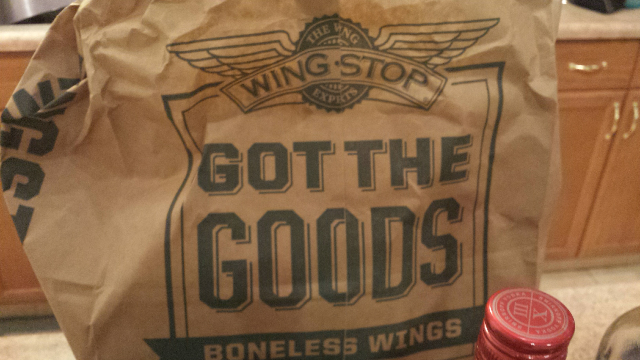 THE WING
WING·STOP
EXPERTS
GOT THE
GOODS
BONELESS WINGS